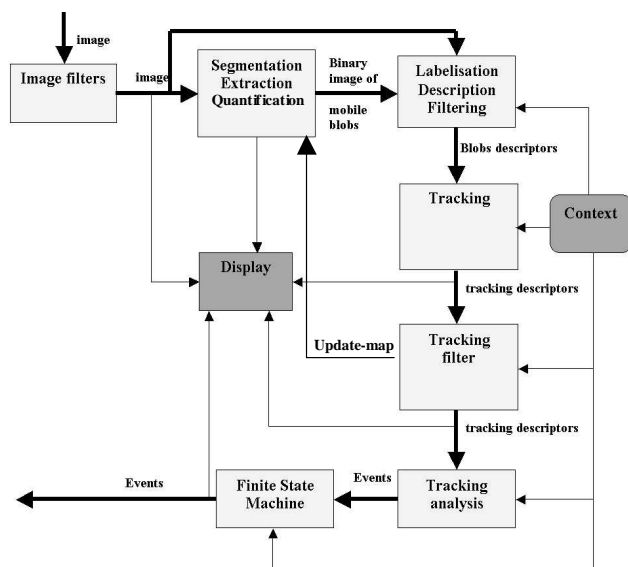 image
Image filters
image
Segmentation
Extraction
Quantification
Binary
image of
mobile
blobs
Labelisation
Description
Filtering
Blobs descriptors
Tracking
Context
Display
tracking descriptors
Update-map
Tracking
filter
tracking descriptors
Events
Finite State
Machine
Events
Tracking
analysis